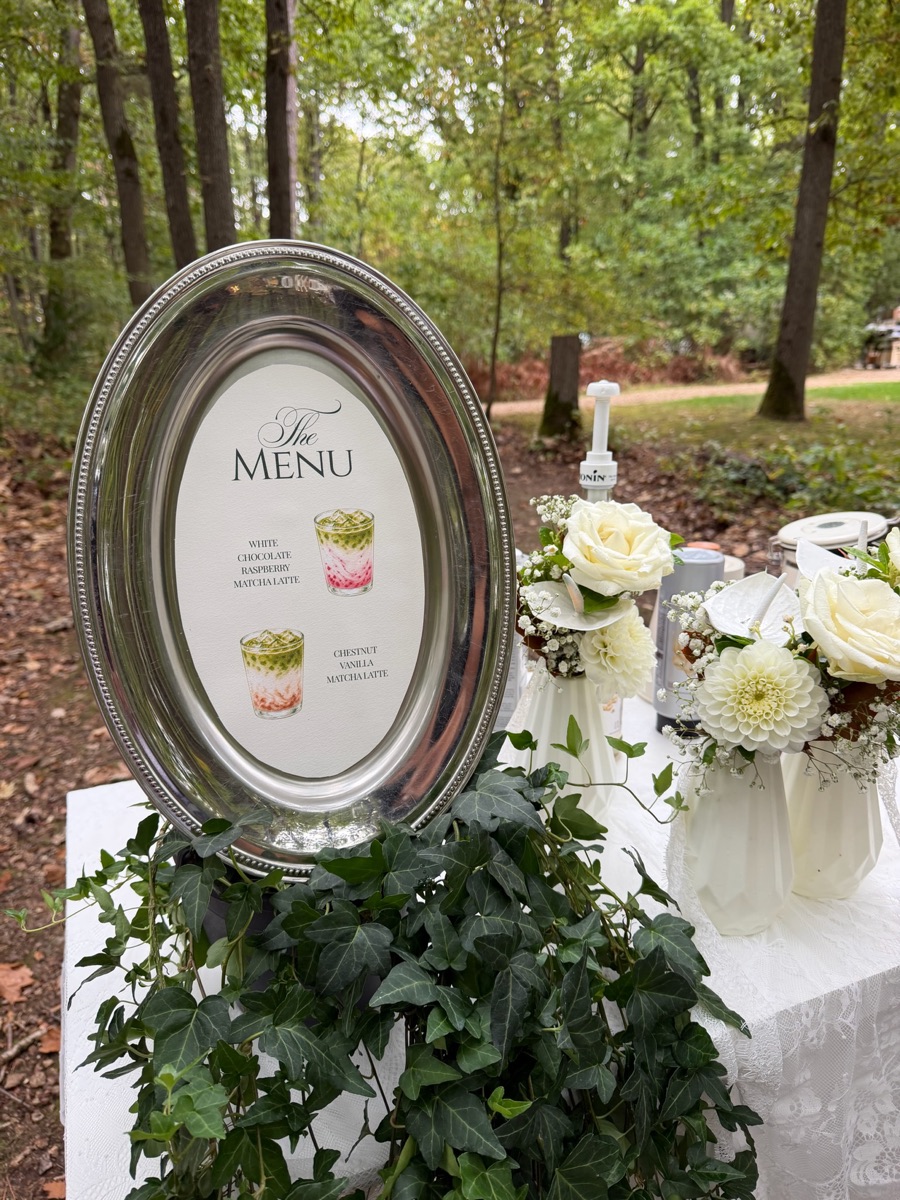 The
MENU
WHITE
CHOCOLATE
RASPBERRY
MATCHA LATTE
CHESTNUT
VANILLA
MATCHA LATTE
ONIN